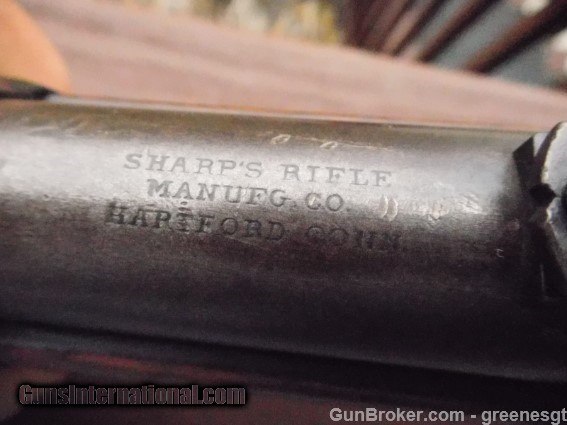 SHARP'S RIFLE
MANUFG. CO.
HARTFORD CONN.
GunsInternational.com
GunBroker.com - greenesgt